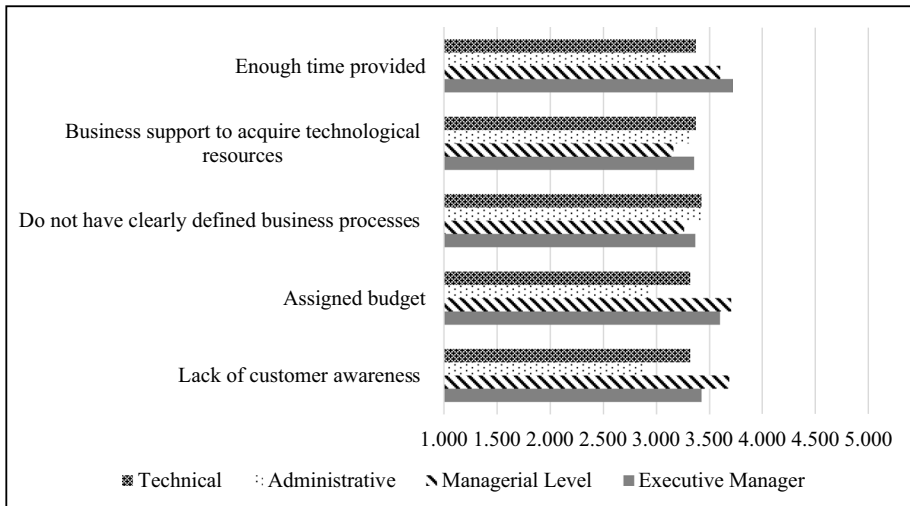 Enough time provided
Business support to acquire technological
resources
Do not have clearly defined business processes
Assigned budget
Lack of customer awareness
1.000 1.500 2.000 2.500 3.000 3.500 4.000 4.500 5.000
Technical Administrative Managerial Level Executive Manager